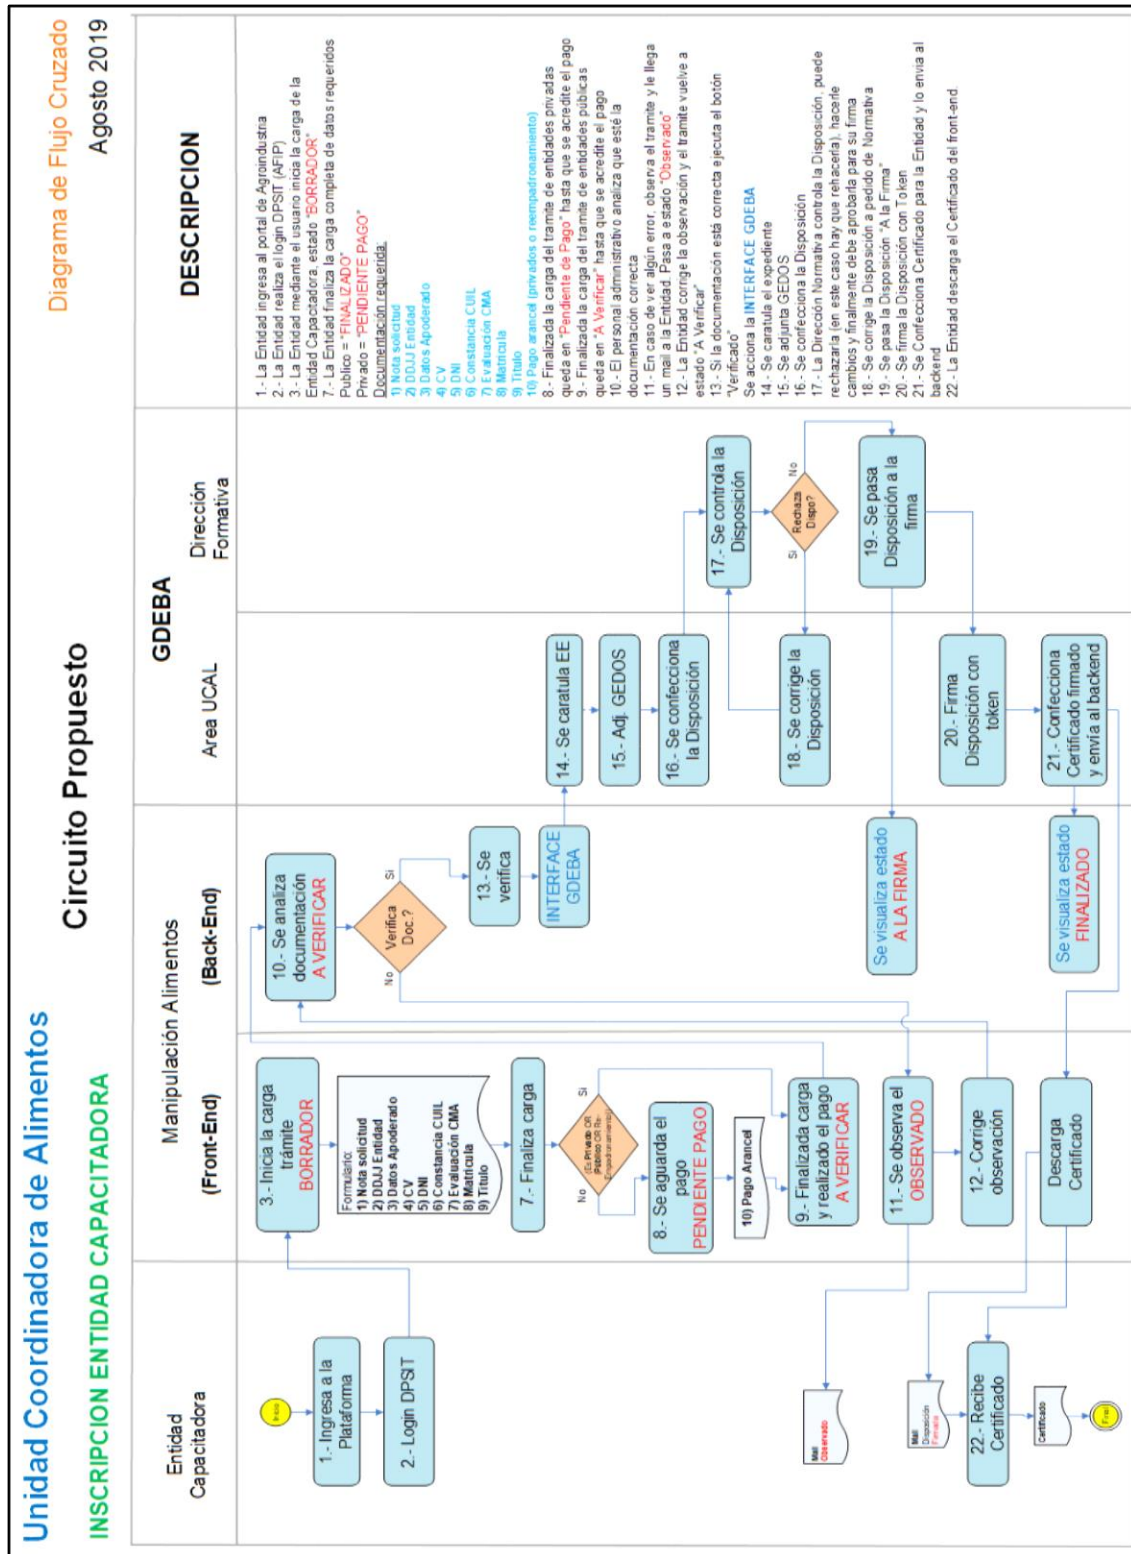 Unidad Coordinadora de Alimentos
Diagrama de Flujo Cruzado
Circuito Propuesto
INSCRIPCION ENTIDAD CAPACITADORA
Agosto 2019
Entidad
Capacitadora
Manipulación Alimentos
(Front-End)
(Back-End)
GDEBA
Area UCAL
Dirección
Formativa
DESCRIPCION
Inicio
1.- Ingresa a la
Plataforma
2.- Login DPSIT
3.- Inicia la carga
trámite
BORRADOR
Formulario:
1) Nota solicitud
2) DDJJ Entidad
3) Datos Apoderado
4) CV
5) DNI
6) Constancia CUIL
7) Evaluación CMA
8) Matrícula
9) Título
7.- Finaliza carga
(Es Privado OR
Público OR Re-
Empadronamiento)
No
Si
8.- Se aguarda el
pago
PENDIENTE PAGO
10) Pago Arancel
9.- Finalizada carga
y realizado el pago
A VERIFICAR
10.- Se analiza
documentación
A VERIFICAR
Verifica
Doc.?
No
Si
13.- Se
verifica
INTERFACE
GDEBA
11.- Se observa el
OBSERVADO
12.- Corrige
observación
Descarga
Certificado
Mail
Observado
Mail
Disposición
Firmada
22.- Recibe
Certificado
Certificado
Fin
14.- Se caratula EE
15.- Adj. GEDOS
16.- Se confecciona
la Disposición
17.- Se controla la
Disposición
Rechaza
Dispo?
Si
No
18.- Se corrige la
Disposición
19.- Se pasa
Disposición a la
firma
Se visualiza estado
A LA FIRMA
20.- Firma
Disposición con
token
21.- Confecciona
Certificado firmado
y envía al backend
Se visualiza estado
FINALIZADO
1.- La Entidad ingresa al portal de Agroindustria
2.- La Entidad realiza el login DPSIT (AFIP)
3.- La Entidad mediante el usuario inicia la carga de la
Entidad Capacitadora, estado "BORRADOR"
7.- La Entidad finaliza la carga completa de datos requeridos
Publico = "FINALIZADO"
Privado = "PENDIENTE PAGO"
Documentación requerida:
1) Nota solicitud
2) DDJJ Entidad
3) Datos Apoderado
4) CV
5) DNI
6) Constancia CUIL
7) Evaluación CMA
8) Matricula
9) Titulo
10) Pago arancel (privados o reempadronamiento)
8.- Finalizada la carga del tramite de entidades privadas
queda en "Pendiente de Pago" hasta que se acredite el pago
9.- Finalizada la carga del tramite de entidades públicas
queda en "A Verificar" hasta que se acredite el pago
10.- El personal administrativo analiza que esté la
documentación correcta
11.- En caso de ver algún error, observa el tramite y le llega
un mail a la Entidad. Pasa a estado "Observado"
12.- La Entidad corrige la observación y el tramite vuelve a
estado "A Verificar"
13.- Si la documentación está correcta ejecuta el botón
"Verificado"
Se acciona la INTERFACE GDEBA
14.- Se caratula el expediente
15.- Se adjunta GEDOS
16.- Se confecciona la Disposición
17.- La Dirección Normativa controla la Disposición, puede
rechazarla (en este caso hay que rehacerla), hacerle
cambios y finalmente debe aprobarla para su firma
18.- Se corrige la Disposición a pedido de Normativa
19.- Se pasa la Disposición "A la Firma"
20.- Se firma la Disposición con Token
21.- Se Confecciona Certificado para la Entidad y lo envia al
backend
22.- La Entidad descarga el Certificado del front-end.